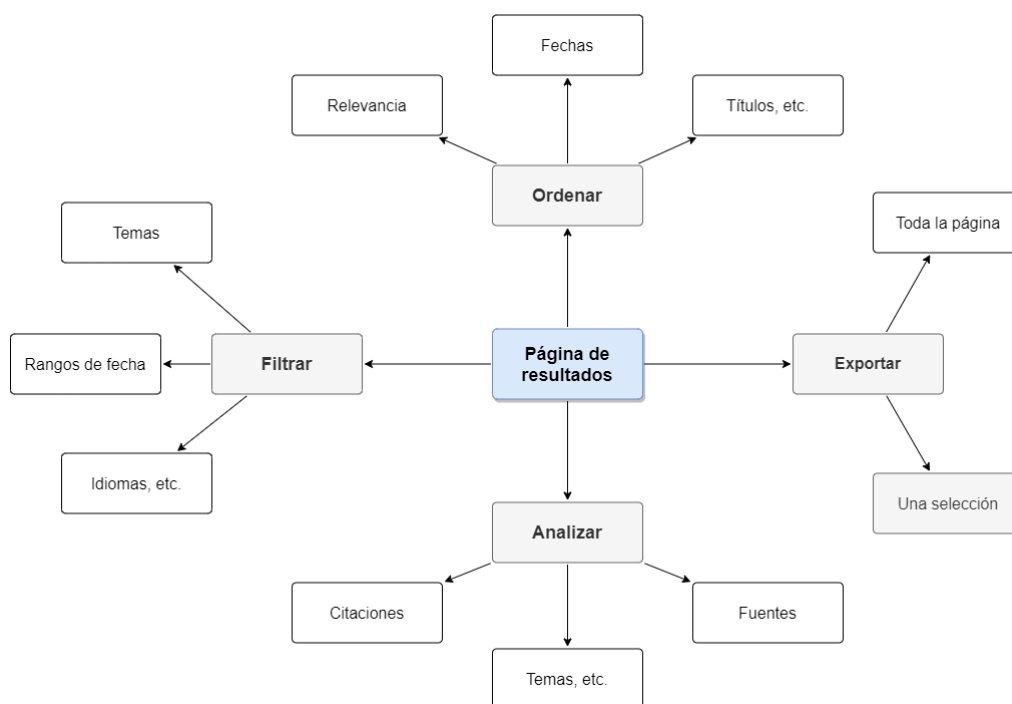 Fechas
Relevancia
Títulos, etc.
Ordenar
Temas
Toda la página
Rangos de fecha
Filtrar
Página de
resultados
Exportar
Idiomas, etc.
Una selección
Analizar
Citaciones
Fuentes
Temas, etc.